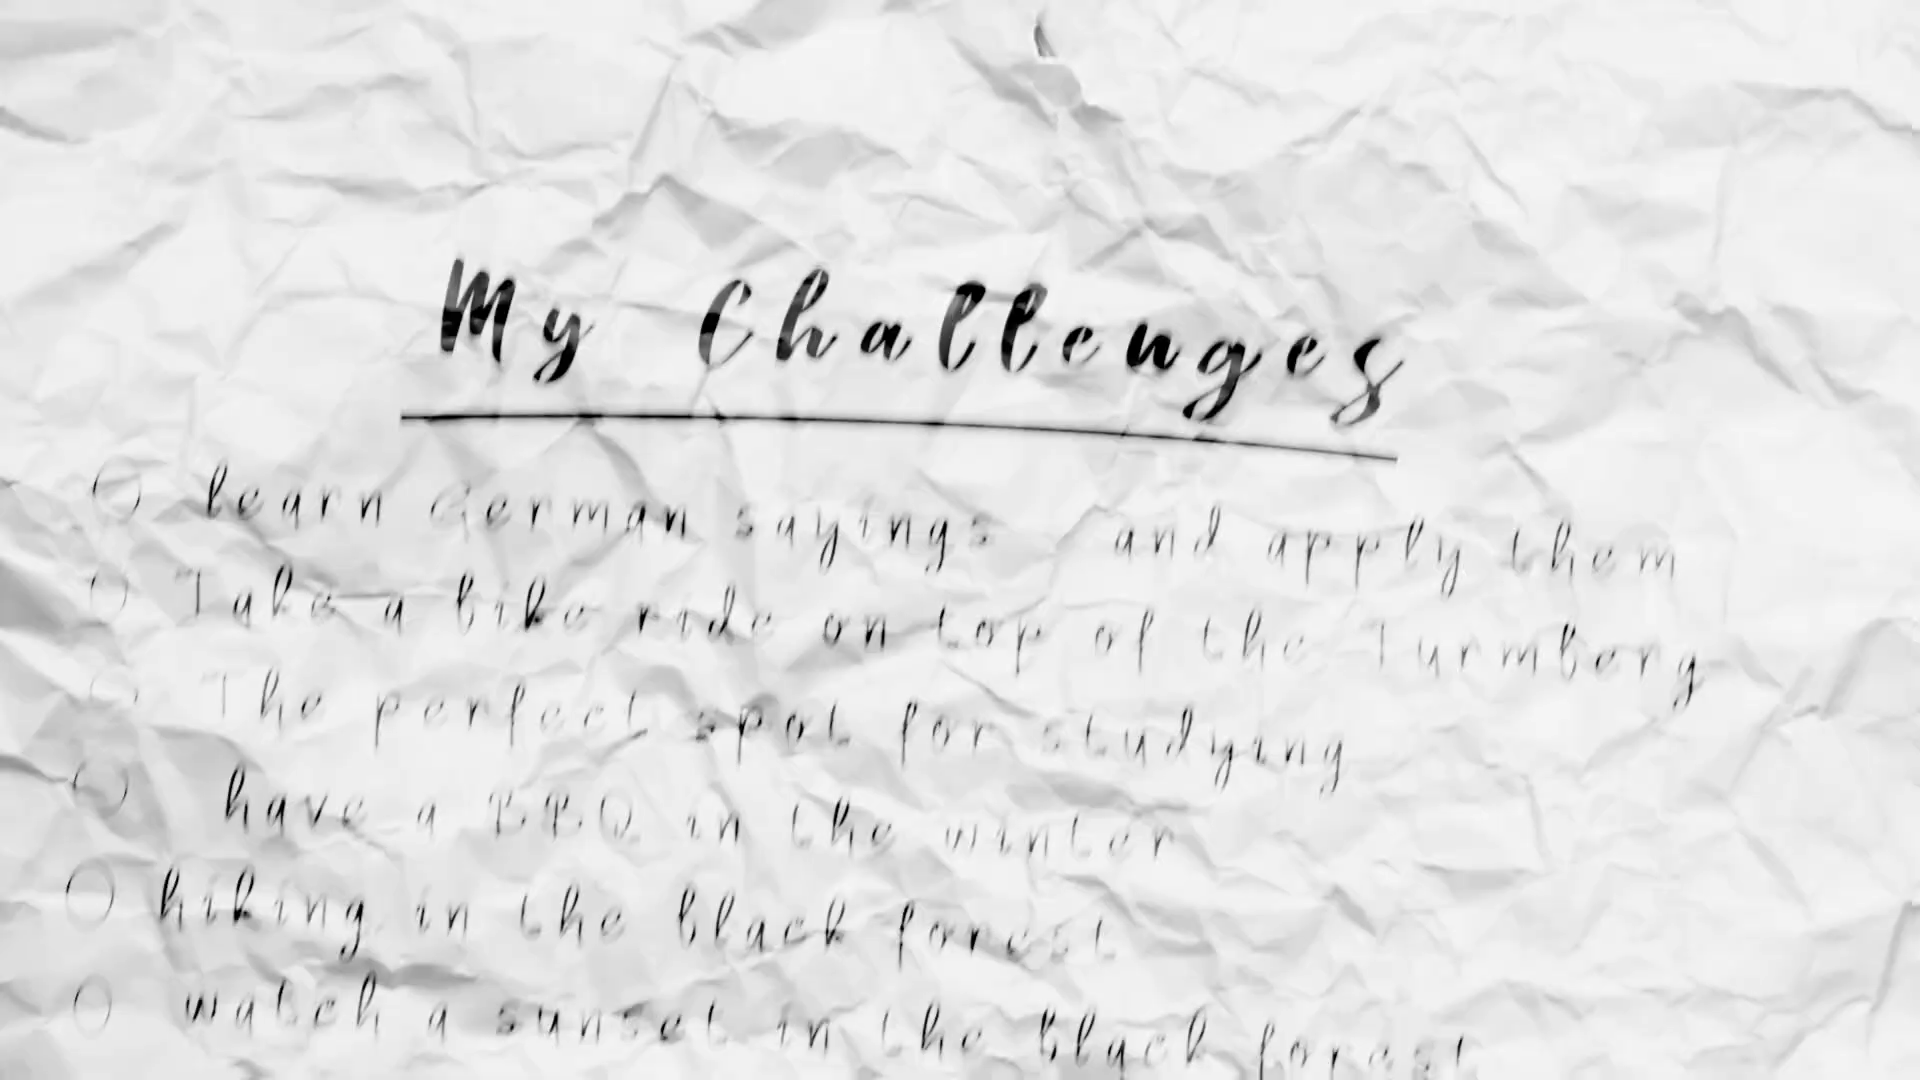 My Challenges
learn German sayings and apply them
Take a bike ride on top of the Turmberg
The perfect spot for studying
have a BBQ in the winter
hiking in the black forest
watch a sunset in the black forest